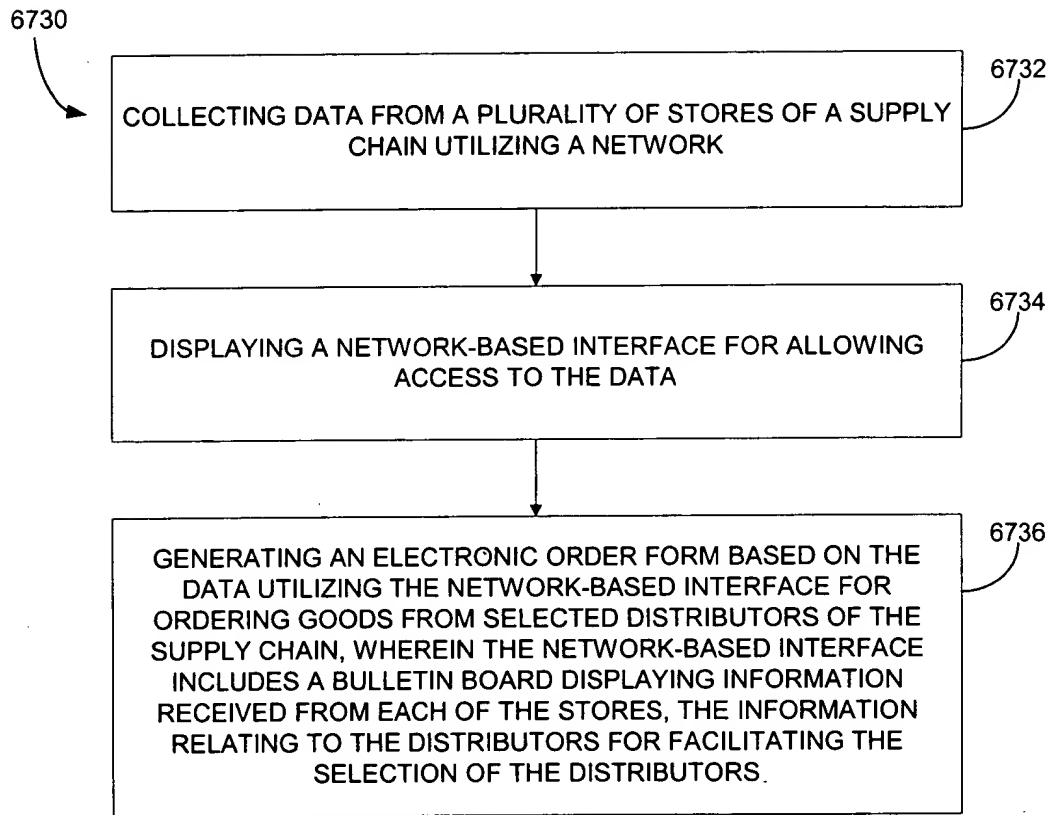 6730
6732
COLLECTING DATA FROM A PLURALITY OF STORES OF A SUPPLY
CHAIN UTILIZING A NETWORK
6734
DISPLAYING A NETWORK-BASED INTERFACE FOR ALLOWING
ACCESS TO THE DATA
6736
GENERATING AN ELECTRONIC ORDER FORM BASED ON THE
DATA UTILIZING THE NETWORK-BASED INTERFACE FOR
ORDERING GOODS FROM SELECTED DISTRIBUTORS OF THE
SUPPLY CHAIN, WHEREIN THE NETWORK-BASED INTERFACE
INCLUDES A BULLETIN BOARD DISPLAYING INFORMATION
RECEIVED FROM EACH OF THE STORES, THE INFORMATION
RELATING TO THE DISTRIBUTORS FOR FACILITATING THE
SELECTION OF THE DISTRIBUTORS.